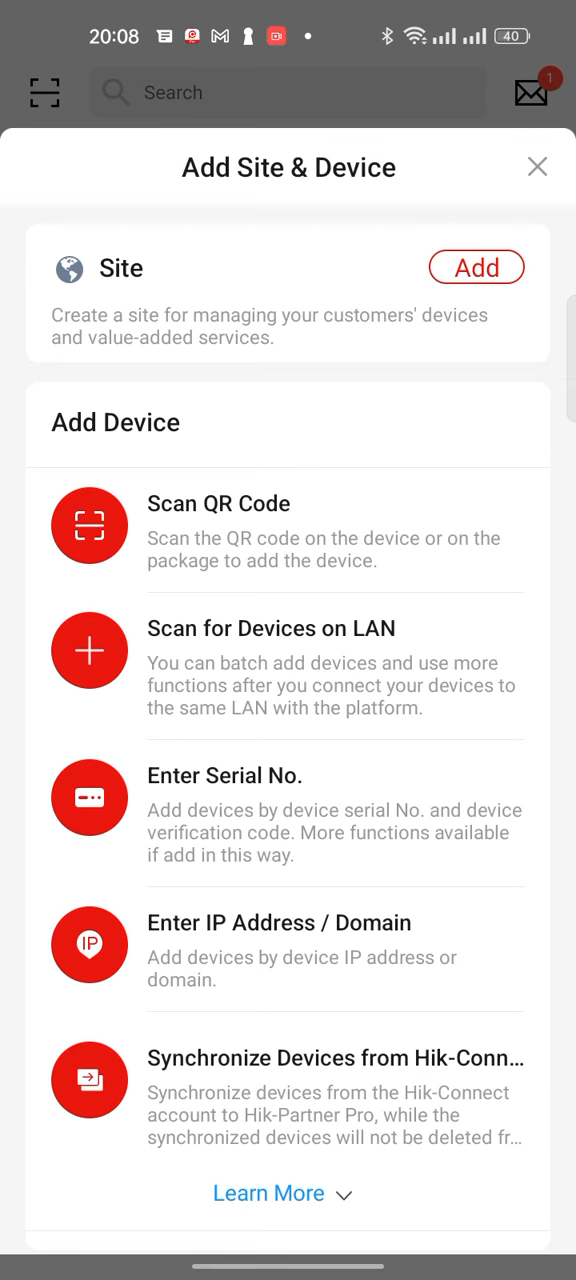 20:08
40
Search
1
Add Site & Device
Site
Add
Create a site for managing your customers' devices
and value-added services.
Add Device
Scan QR Code
Scan the QR code on the device or on the
package to add the device.
Scan for Devices on LAN
You can batch add devices and use more
functions after you connect your devices to
the same LAN with the platform.
Enter Serial No.
Add devices by device serial No. and device
verification code. More functions available
if add in this way.
IP
Enter IP Address / Domain
Add devices by device IP address or
domain.
Synchronize Devices from Hik-Conn...
Synchronize devices from the Hik-Connect
account to Hik-Partner Pro, while the
synchronized devices will not be deleted fr...
Learn More